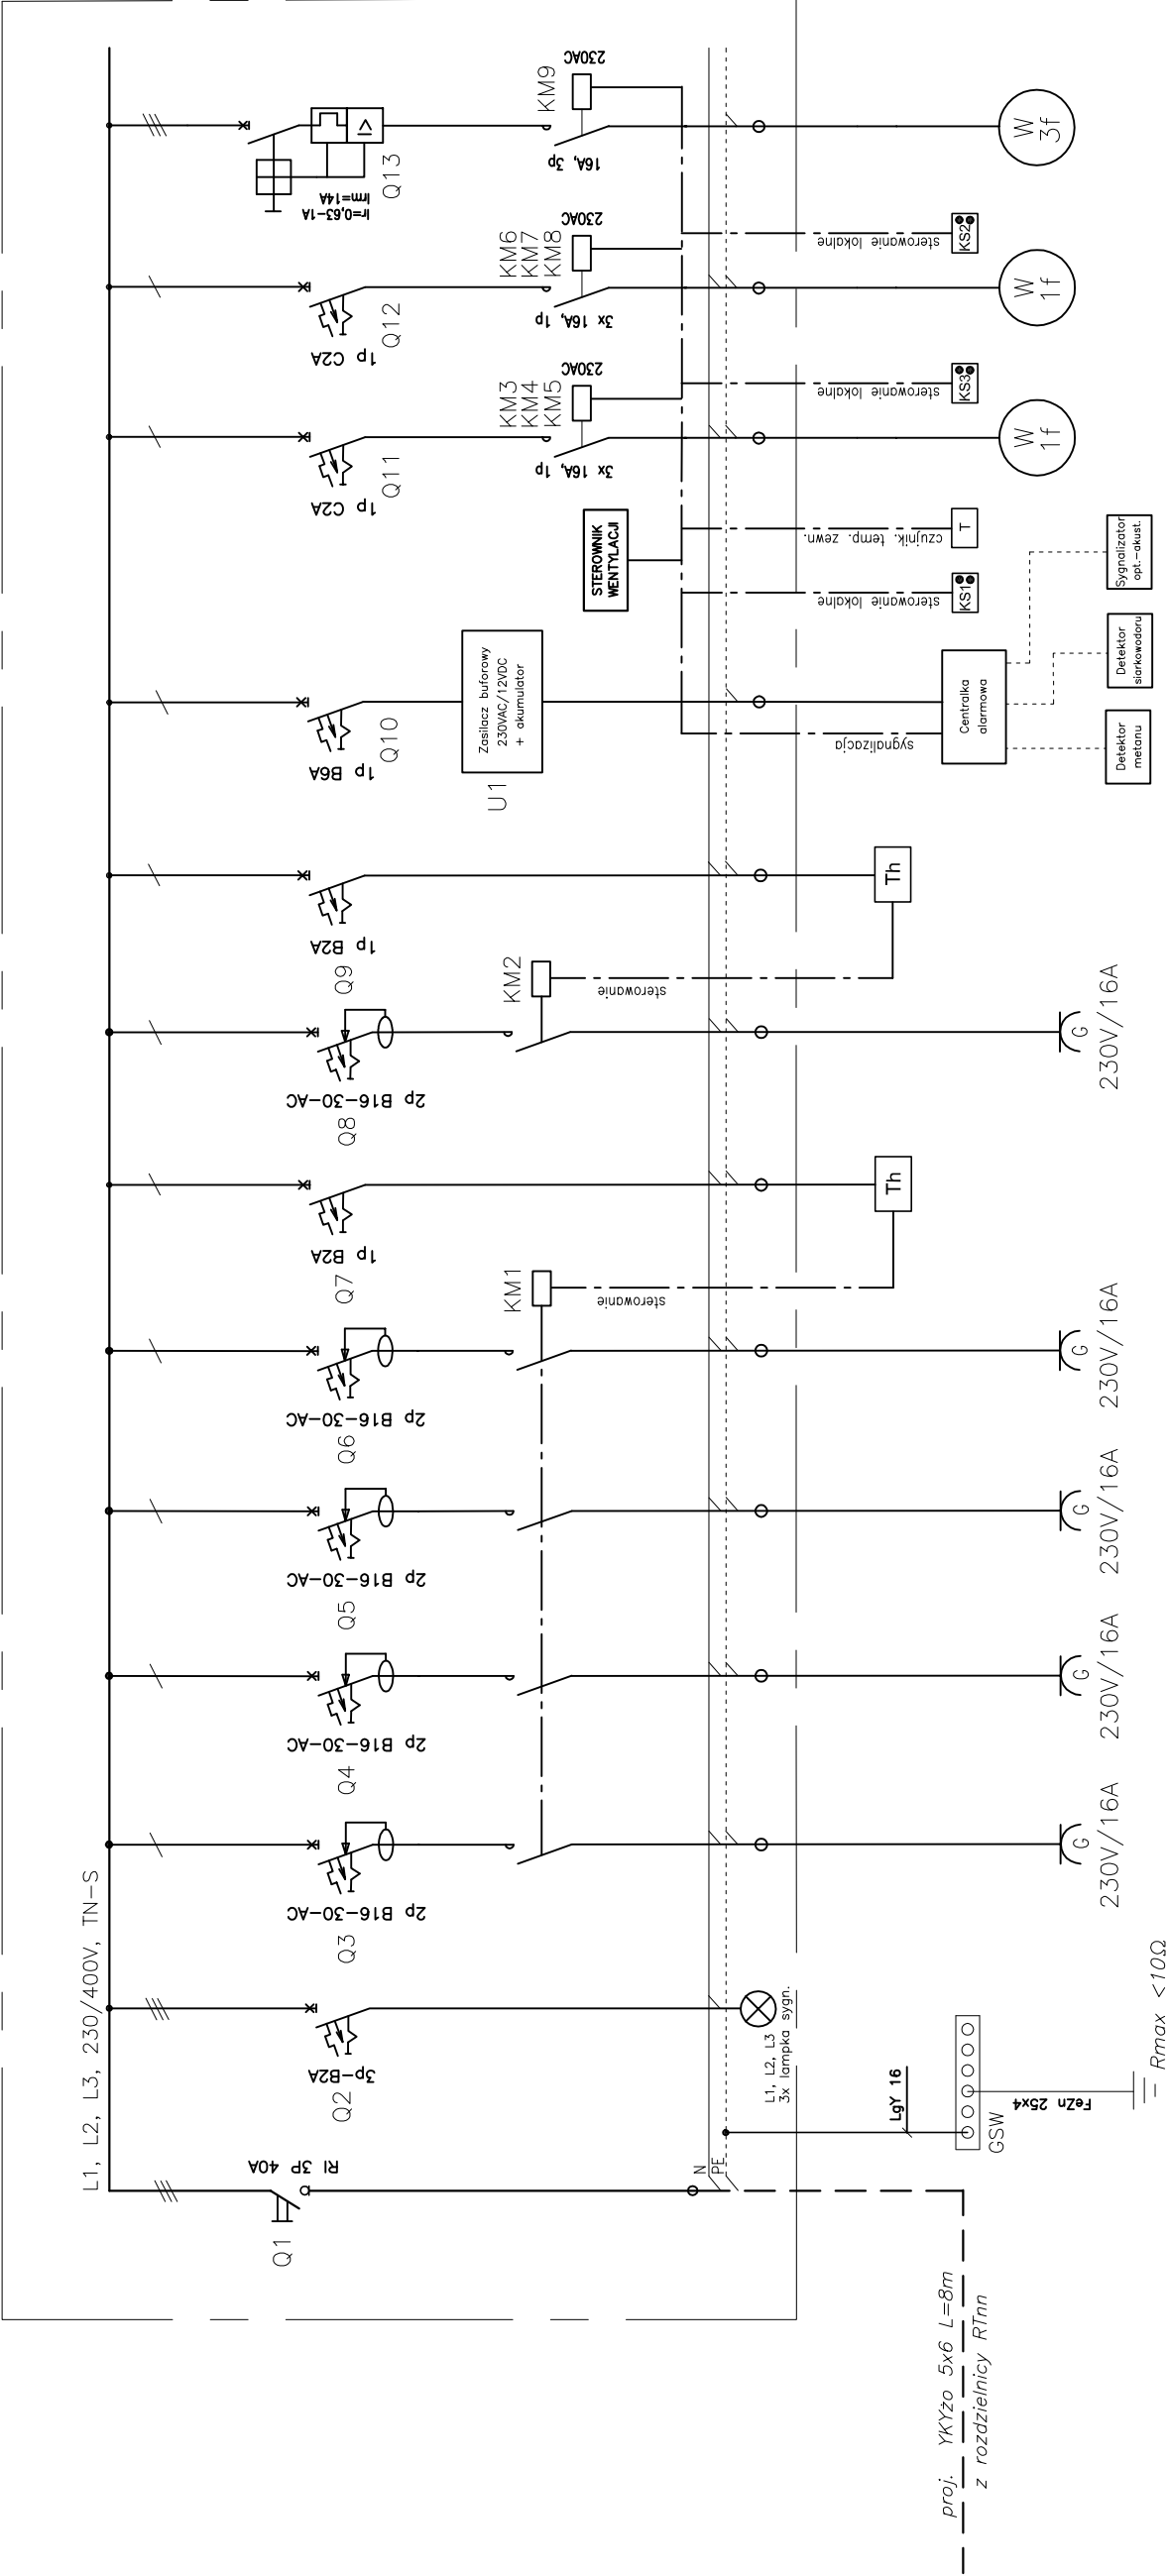 L1, L2, L3, 230/400V, TN-S
Q1
RI 3P 40A
N
PE
proj. YKYżo 5x6 L=8m
z rozdzielnicy RTnn
Q2
3p-B2A
L1, L2, L3
3x lampka sygn.
LgY 16
GSW
FeZn 25x4
Rmax <10Ω
Q3
2p B16-30-AC
G
230V/16A
Q4
2p B16-30-AC
G
230V/16A
Q5
2p B16-30-AC
G
230V/16A
Q6
2p B16-30-AC
G
230V/16A
KM1
sterowanie
Q7
1p B2A
Th
Q8
2p B16-30-AC
G
230V/16A
KM2
sterowanie
Q9
1p B2A
Th
Q10
1p B6A
U1
Zasilacz buforowy
230VAC/12VDC
+ akumulator
sygnalizacja
Centralka
alarmowa
Detektor
metanu
Detektor
siarkowodoru
Sygnalizator
opt.-akust.
STEROWNIK
WENTYLACJI
sterowanie lokalne
KS1
czujnik. temp. zewn.
T
Q11
1p C2A
KM3
KM4
KM5
3x 16A, 1p
230AC
sterowanie lokalne
KS3
W
1f
Q12
1p C2A
KM6
KM7
KM8
3x 16A, 1p
230AC
sterowanie lokalne
KS2
W
1f
Q13
Ir=0,63-1A
Irm=14A
I>
KM9
16A, 3p
230AC
W
3f